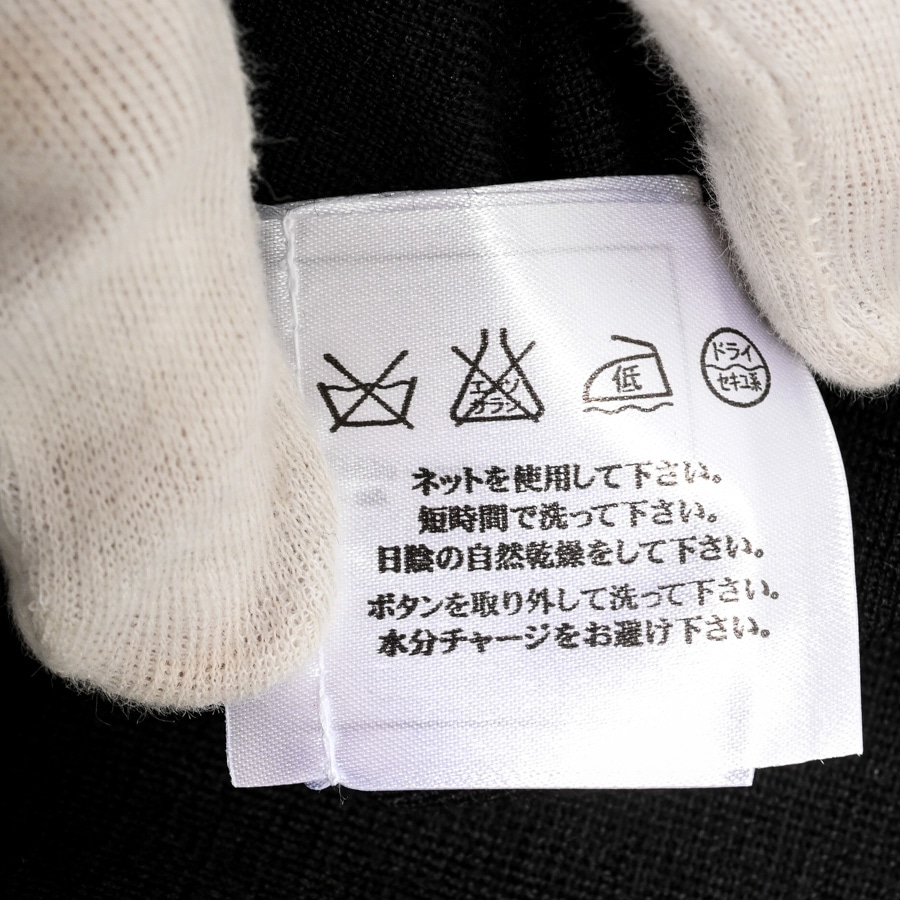 エンソ
サラシ
低
ドライ
セキユ系
ネットを使用して下さい。
短時間で洗って下さい。
日陰の自然乾燥をして下さい。
ボタンを取り外して洗って下さい。
水分チャージをお避け下さい。